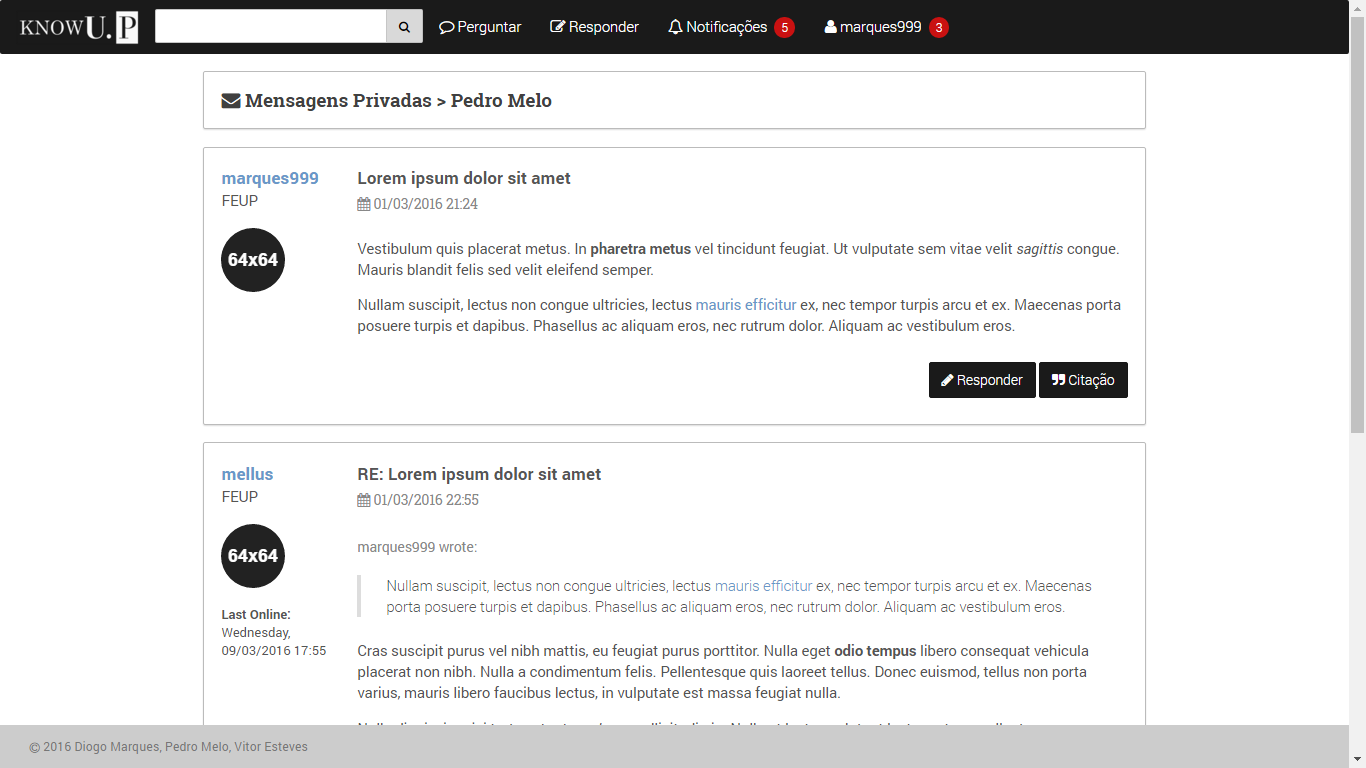 KNOWU.P
Perguntar
Responder
Notificações 5
marques999 3
Mensagens Privadas > Pedro Melo
marques999
FEUP
64x64
Lorem ipsum dolor sit amet
01/03/2016 21:24
Vestibulum quis placerat metus. In pharetra metus vel tincidunt feugiat. Ut vulputate sem vitae velit sagittis congue.
Mauris blandit felis sed velit eleifend semper.
Nullam suscipit, lectus non congue ultricies, lectus mauris efficitur ex, nec tempor turpis arcu et ex. Maecenas porta
posuere turpis et dapibus. Phasellus ac aliquam eros, nec rutrum dolor. Aliquam ac vestibulum eros.
Responder
Citação
mellus
FEUP
64x64
Last Online:
Wednesday,
09/03/2016 17:55
RE: Lorem ipsum dolor sit amet
01/03/2016 22:55
marques999 wrote:
Nullam suscipit, lectus non congue ultricies, lectus mauris efficitur ex, nec tempor turpis arcu et ex. Maecenas
porta posuere turpis et dapibus. Phasellus ac aliquam eros, nec rutrum dolor. Aliquam ac vestibulum eros.
Cras suscipit purus vel nibh mattis, eu feugiat purus porttitor. Nulla eget odio tempus libero consequat vehicula
placerat non nibh. Nulla a condimentum felis. Pellentesque quis laoreet tellus. Donec euismod, tellus non porta
varius, mauris libero faucibus lectus, in vulputate est massa feugiat nulla.
© 2016 Diogo Marques, Pedro Melo, Vitor Esteves